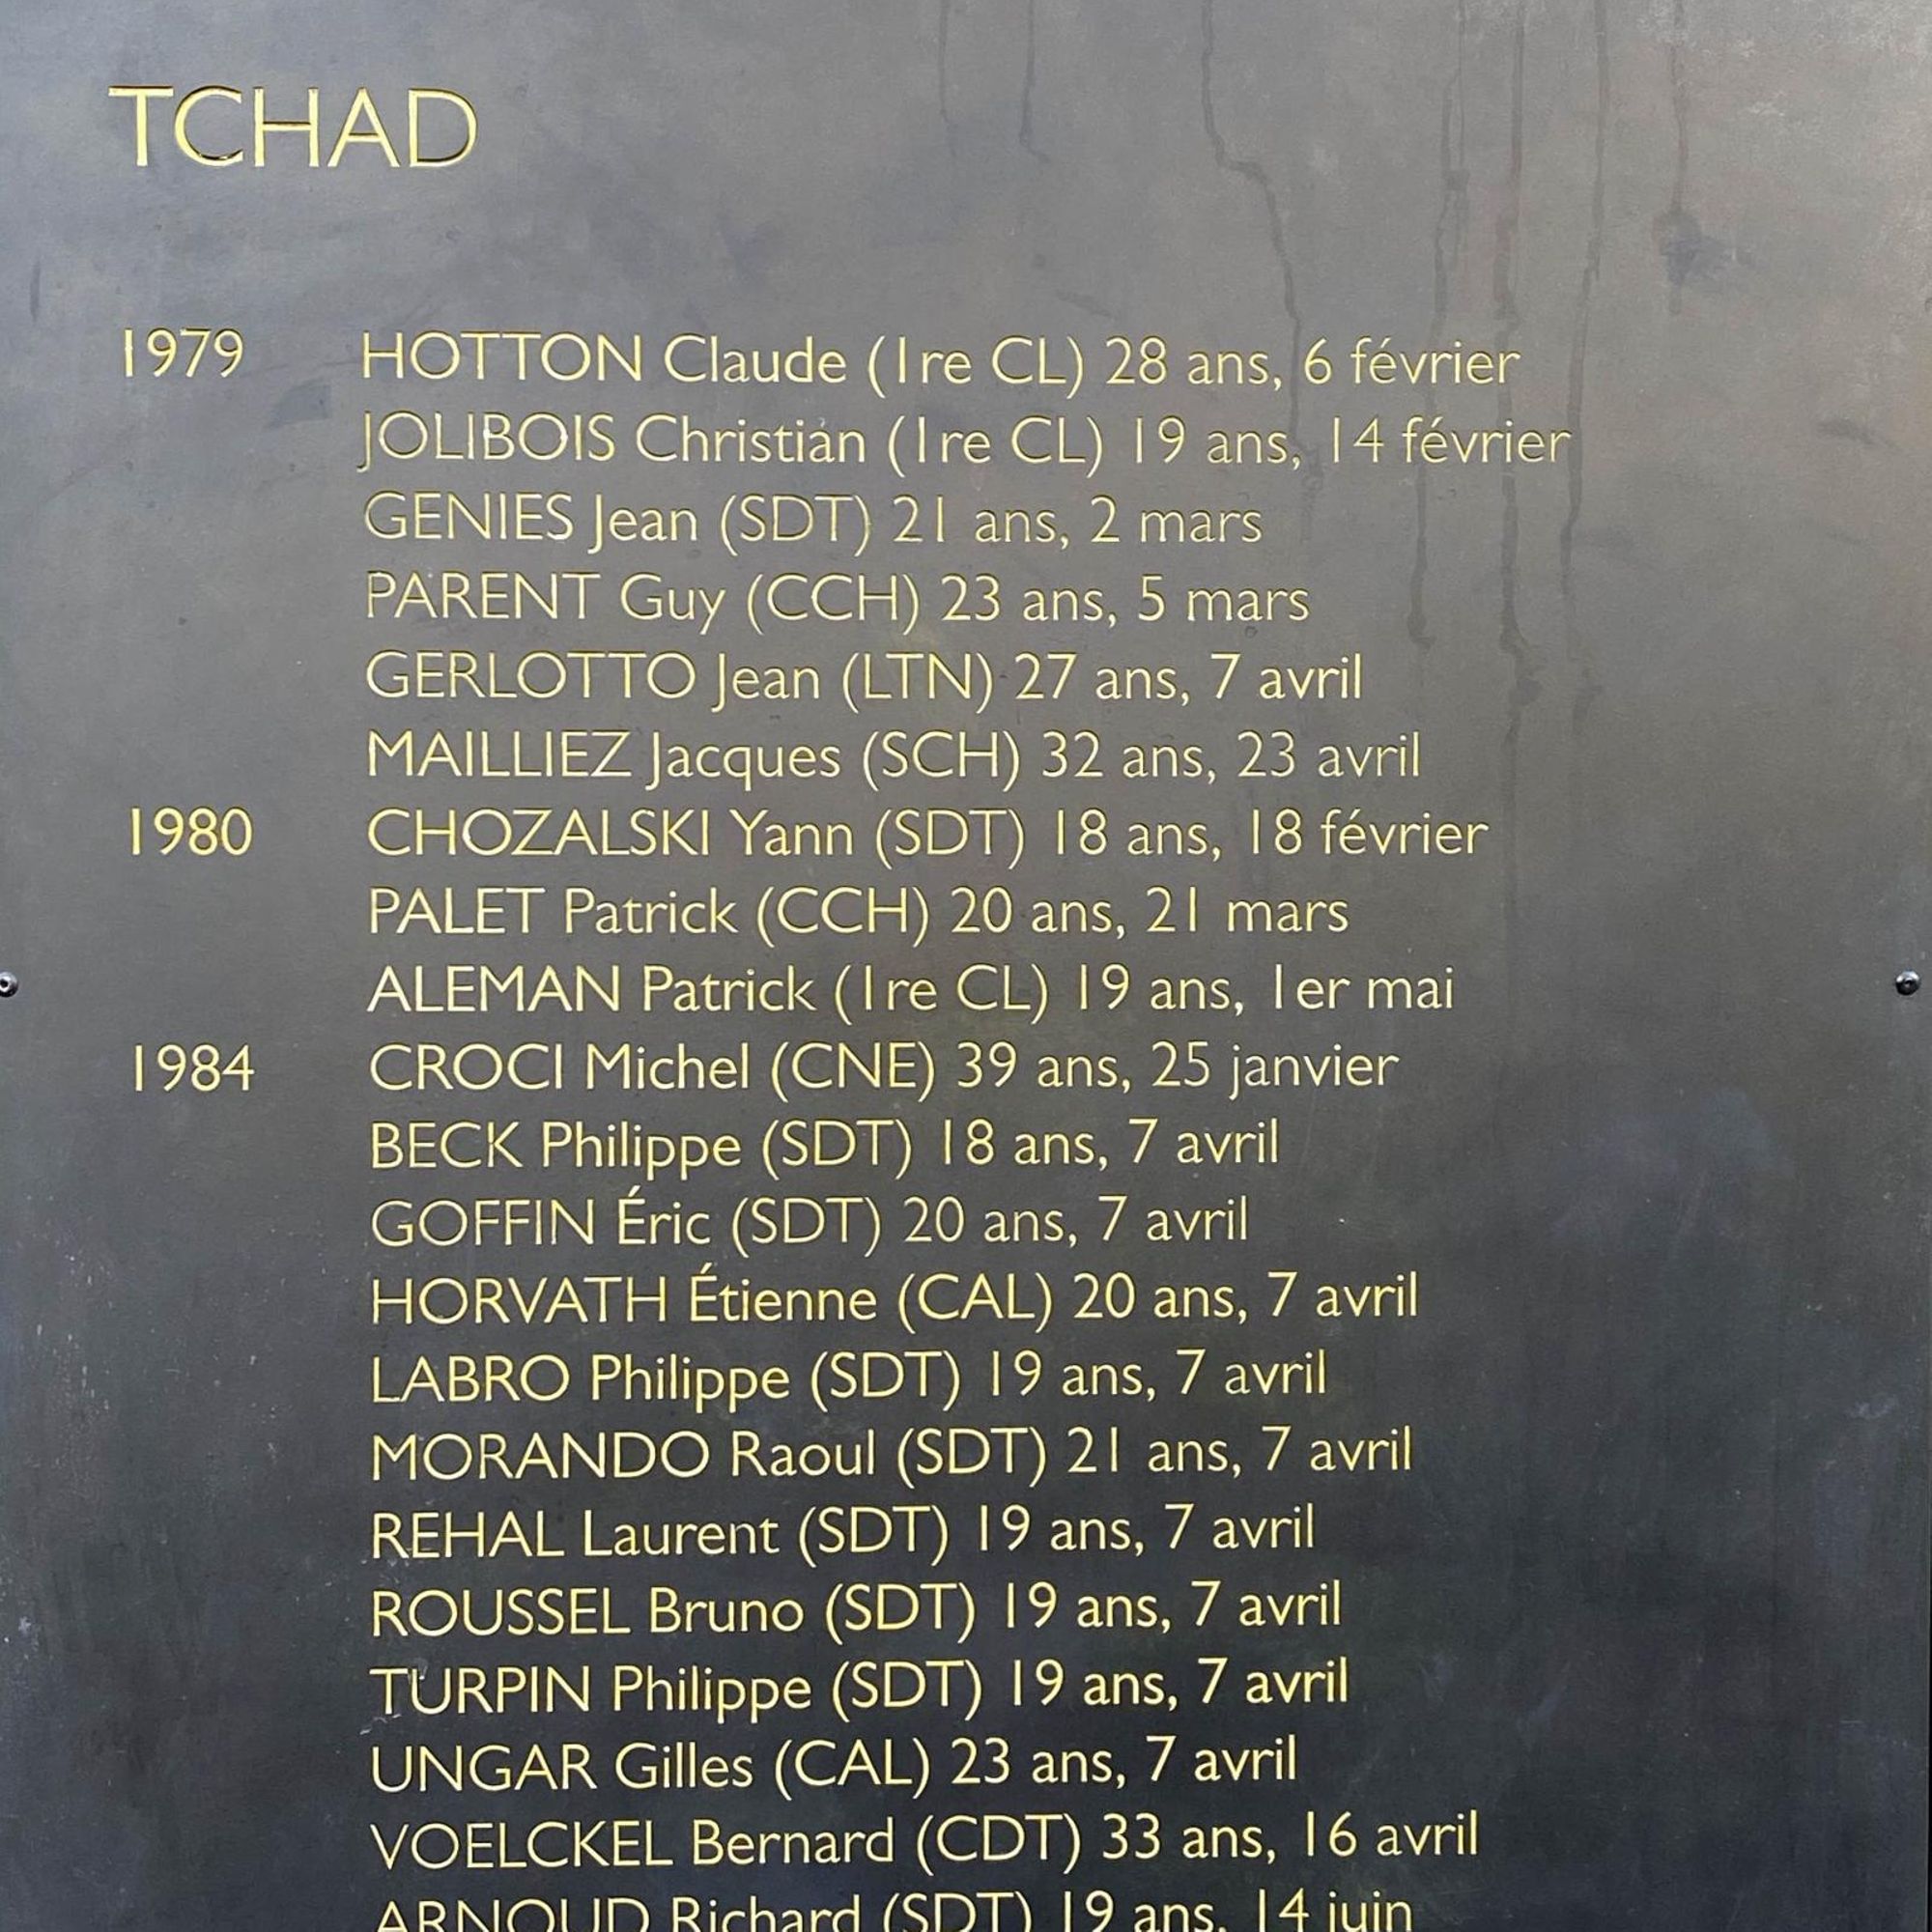 TCHAD
1979 HOTTON Claude (1re CL) 28 ans, 6 février
JOLIBOIS Christian (1re CL) 19 ans, 14 février
GENIES Jean (SDT) 21 ans, 2 mars
PARENT Guy (CCH) 23 ans, 5 mars
GERLOTTO Jean (LTN) 27 ans, 7 avril
MAILLIEZ Jacques (SCH) 32 ans, 23 avril
1980 CHOZALSKI Yann (SDT) 18 ans, 18 février
PALET Patrick (CCH) 20 ans, 21 mars
ALEMAN Patrick (1re CL) 19 ans, 1er mai
1984 CROCI Michel (CNE) 39 ans, 25 janvier
BECK Philippe (SDT) 18 ans, 7 avril
GOFFIN Éric (SDT) 20 ans, 7 avril
HORVATH Étienne (CAL) 20 ans, 7 avril
LABRO Philippe (SDT) 19 ans, 7 avril
MORANDO Raoul (SDT) 21 ans, 7 avril
REHAL Laurent (SDT) 19 ans, 7 avril
ROUSSEL Bruno (SDT) 19 ans, 7 avril
TURPIN Philippe (SDT) 19 ans, 7 avril
UNGAR Gilles (CAL) 23 ans, 7 avril
VOELCKEL Bernard (CDT) 33 ans, 16 avril
ARNOUD Richard (SDT) 19 ans, 14 juin